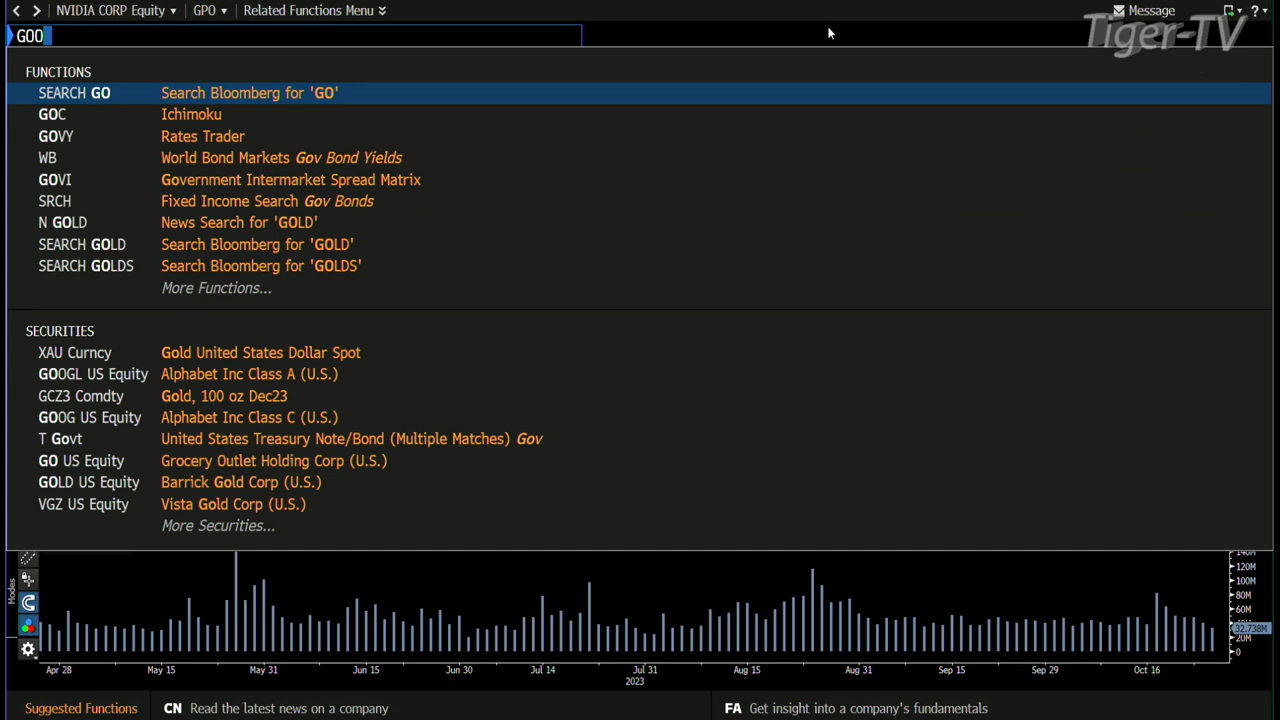 NVIDIA CORP Equity GPO Related Functions Menu Message ?
Tiger-TV
GOO
FUNCTIONS
SEARCH GO Search Bloomberg for 'GO'
GOC Ichimoku
GOVY Rates Trader
WB World Bond Markets Gov Bond Yields
GOVI Government Intermarket Spread Matrix
SRCH Fixed Income Search Gov Bonds
N GOLD News Search for 'GOLD'
SEARCH GOLD Search Bloomberg for 'GOLD'
SEARCH GOLDS Search Bloomberg for 'GOLDS'
More Functions...
SECURITIES
XAU Curncy Gold United States Dollar Spot
GOOGL US Equity Alphabet Inc Class A (U.S.)
GCZ3 Comdty Gold, 100 oz Dec23
GOOG US Equity Alphabet Inc Class C (U.S.)
T Govt United States Treasury Note/Bond (Multiple Matches) Gov
GO US Equity Grocery Outlet Holding Corp (U.S.)
GOLD US Equity Barrick Gold Corp (U.S.)
VGZ US Equity Vista Gold Corp (U.S.)
More Securities...
140M
120M
100M
80M
60M
32.738M
20M
0
Modes
Apr 28 May 15 May 31 Jun 15 Jun 30 Jul 14 Jul 31 Aug 15 Aug 31 Sep 15 Sep 29 Oct 16
2023
Suggested Functions CN Read the latest news on a company FA Get insight into a company's fundamentals